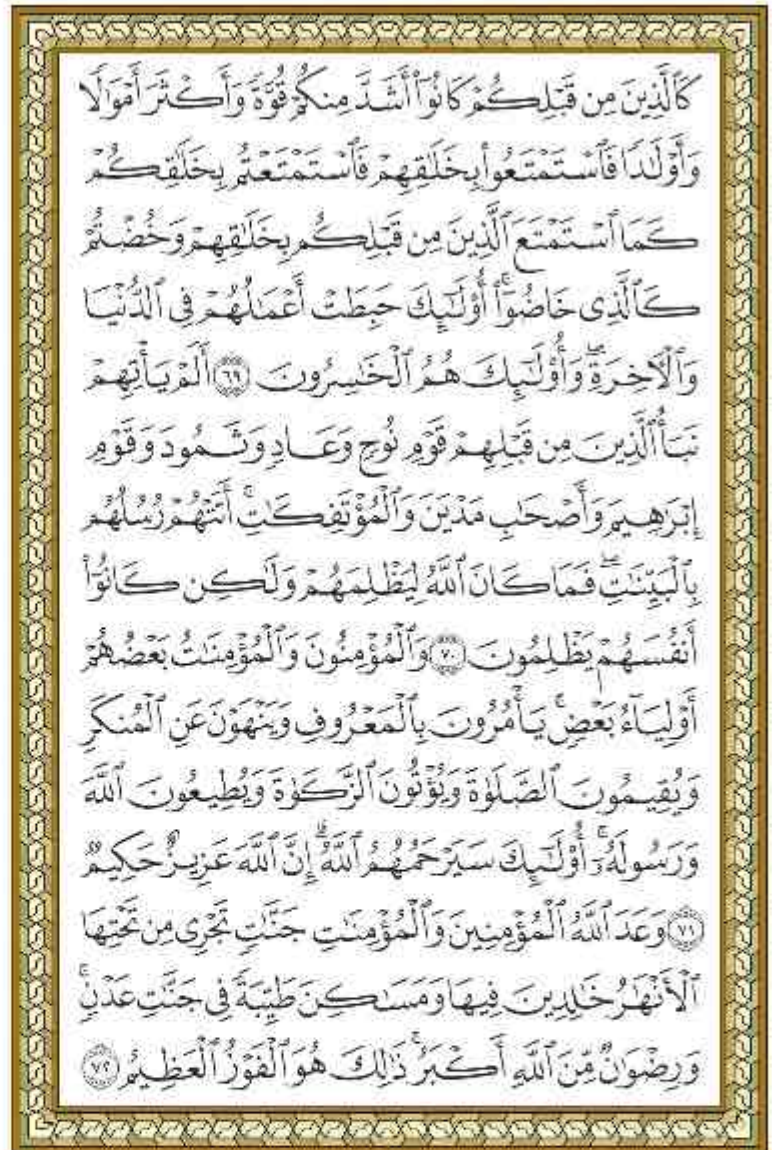 كَٱلَّذِينَ مِن قَبۡلِكُمۡ كَانُوٓاْ أَشَدَّ مِنكُمۡ قُوَّةٗ وَأَكۡثَرَ أَمۡوَٰلٗا
وَأَوۡلَٰدٗا فَٱسۡتَمۡتَعُواْ بِخَلَٰقِهِمۡ فَٱسۡتَمۡتَعۡتُم بِخَلَٰقِكُمۡ
كَمَا ٱسۡتَمۡتَعَ ٱلَّذِينَ مِن قَبۡلِكُم بِخَلَٰقِهِمۡ وَخُضۡتُمۡ
كَٱلَّذِي خَاضُوٓاْۚ أُوْلَٰٓئِكَ حَبِطَتۡ أَعۡمَٰلُهُمۡ فِي ٱلدُّنۡيَا
وَٱلۡأٓخِرَةِۖ وَأُوْلَٰٓئِكَ هُمُ ٱلۡخَٰسِرُونَ ٦٩ أَلَمۡ يَأۡتِهِمۡ
نَبَأُ ٱلَّذِينَ مِن قَبۡلِهِمۡ قَوۡمِ نُوحٖ وَعَادٖ وَثَمُودَ وَقَوۡمِ
إِبۡرَٰهِيمَ وَأَصۡحَٰبِ مَدۡيَنَ وَٱلۡمُؤۡتَفِكَٰتِۚ أَتَتۡهُمۡ رُسُلُهُم
بِٱلۡبَيِّنَٰتِۖ فَمَا كَانَ ٱللَّهُ لِيَظۡلِمَهُمۡ وَلَٰكِن كَانُوٓاْ
أَنفُسَهُمۡ يَظۡلِمُونَ ٧٠ وَٱلۡمُؤۡمِنُونَ وَٱلۡمُؤۡمِنَٰتُ بَعۡضُهُمۡ
أَوۡلِيَآءُ بَعۡضٖۚ يَأۡمُرُونَ بِٱلۡمَعۡرُوفِ وَيَنۡهَوۡنَ عَنِ ٱلۡمُنكَرِ
وَيُقِيمُونَ ٱلصَّلَوٰةَ وَيُؤۡتُونَ ٱلزَّكَوٰةَ وَيُطِيعُونَ ٱللَّهَ
وَرَسُولَهُۥٓۚ أُوْلَٰٓئِكَ سَيَرۡحَمُهُمُ ٱللَّهُۗ إِنَّ ٱللَّهَ عَزِيزٌ حَكِيمٞ
٧١ وَعَدَ ٱللَّهُ ٱلۡمُؤۡمِنِينَ وَٱلۡمُؤۡمِنَٰتِ جَنَّٰتٖ تَجۡرِي مِن تَحۡتِهَا
ٱلۡأَنۡهَٰرُ خَٰلِدِينَ فِيهَا وَمَسَٰكِنَ طَيِّبَةٗ فِي جَنَّٰتِ عَدۡنٖۚ
وَرِضۡوَٰنٞ مِّنَ ٱللَّهِ أَكۡبَرُۚ ذَٰلِكَ هُوَ ٱلۡفَوۡزُ ٱلۡعَظِيمُ ٧٢